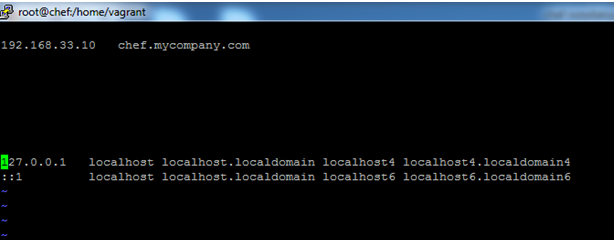 root@chef:/home/vagrant
192.168.33.10 chef.mycompany.com
127.0.0.1 localhost localhost.localdomain localhost4 localhost4.localdomain4
::1 localhost localhost.localdomain localhost6 localhost6.localdomain6
~
~
~
~